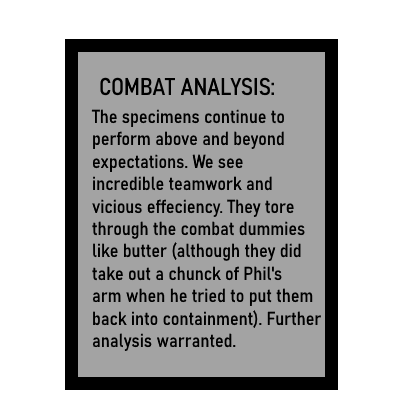 COMBAT ANALYSIS:
The specimens continue to
perform above and beyond
expectations. We see
incredible teamwork and
vicious effeciency. They tore
through the combat dummies
like butter (although they did
take out a chunck of Phil's
arm when he tried to put them
back into containment). Further
analysis warranted.